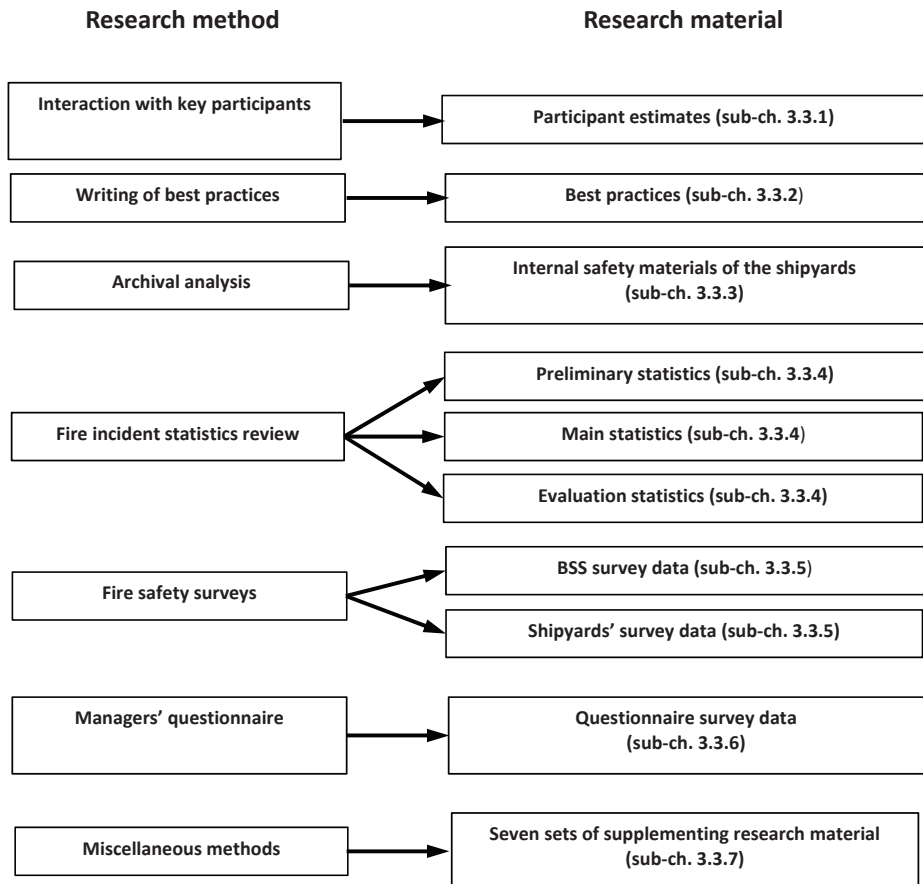 Research method
Research material
Interaction with key participants
Participant estimates (sub-ch. 3.3.1)
Writing of best practices
Best practices (sub-ch. 3.3.2)
Archival analysis
Internal safety materials of the shipyards
(sub-ch. 3.3.3)
Fire incident statistics review
Preliminary statistics (sub-ch. 3.3.4)
Main statistics (sub-ch. 3.3.4)
Evaluation statistics (sub-ch. 3.3.4)
Fire safety surveys
BSS survey data (sub-ch. 3.3.5)
Shipyards’ survey data (sub-ch. 3.3.5)
Managers’ questionnaire
Questionnaire survey data
(sub-ch. 3.3.6)
Miscellaneous methods
Seven sets of supplementing research material
(sub-ch. 3.3.7)